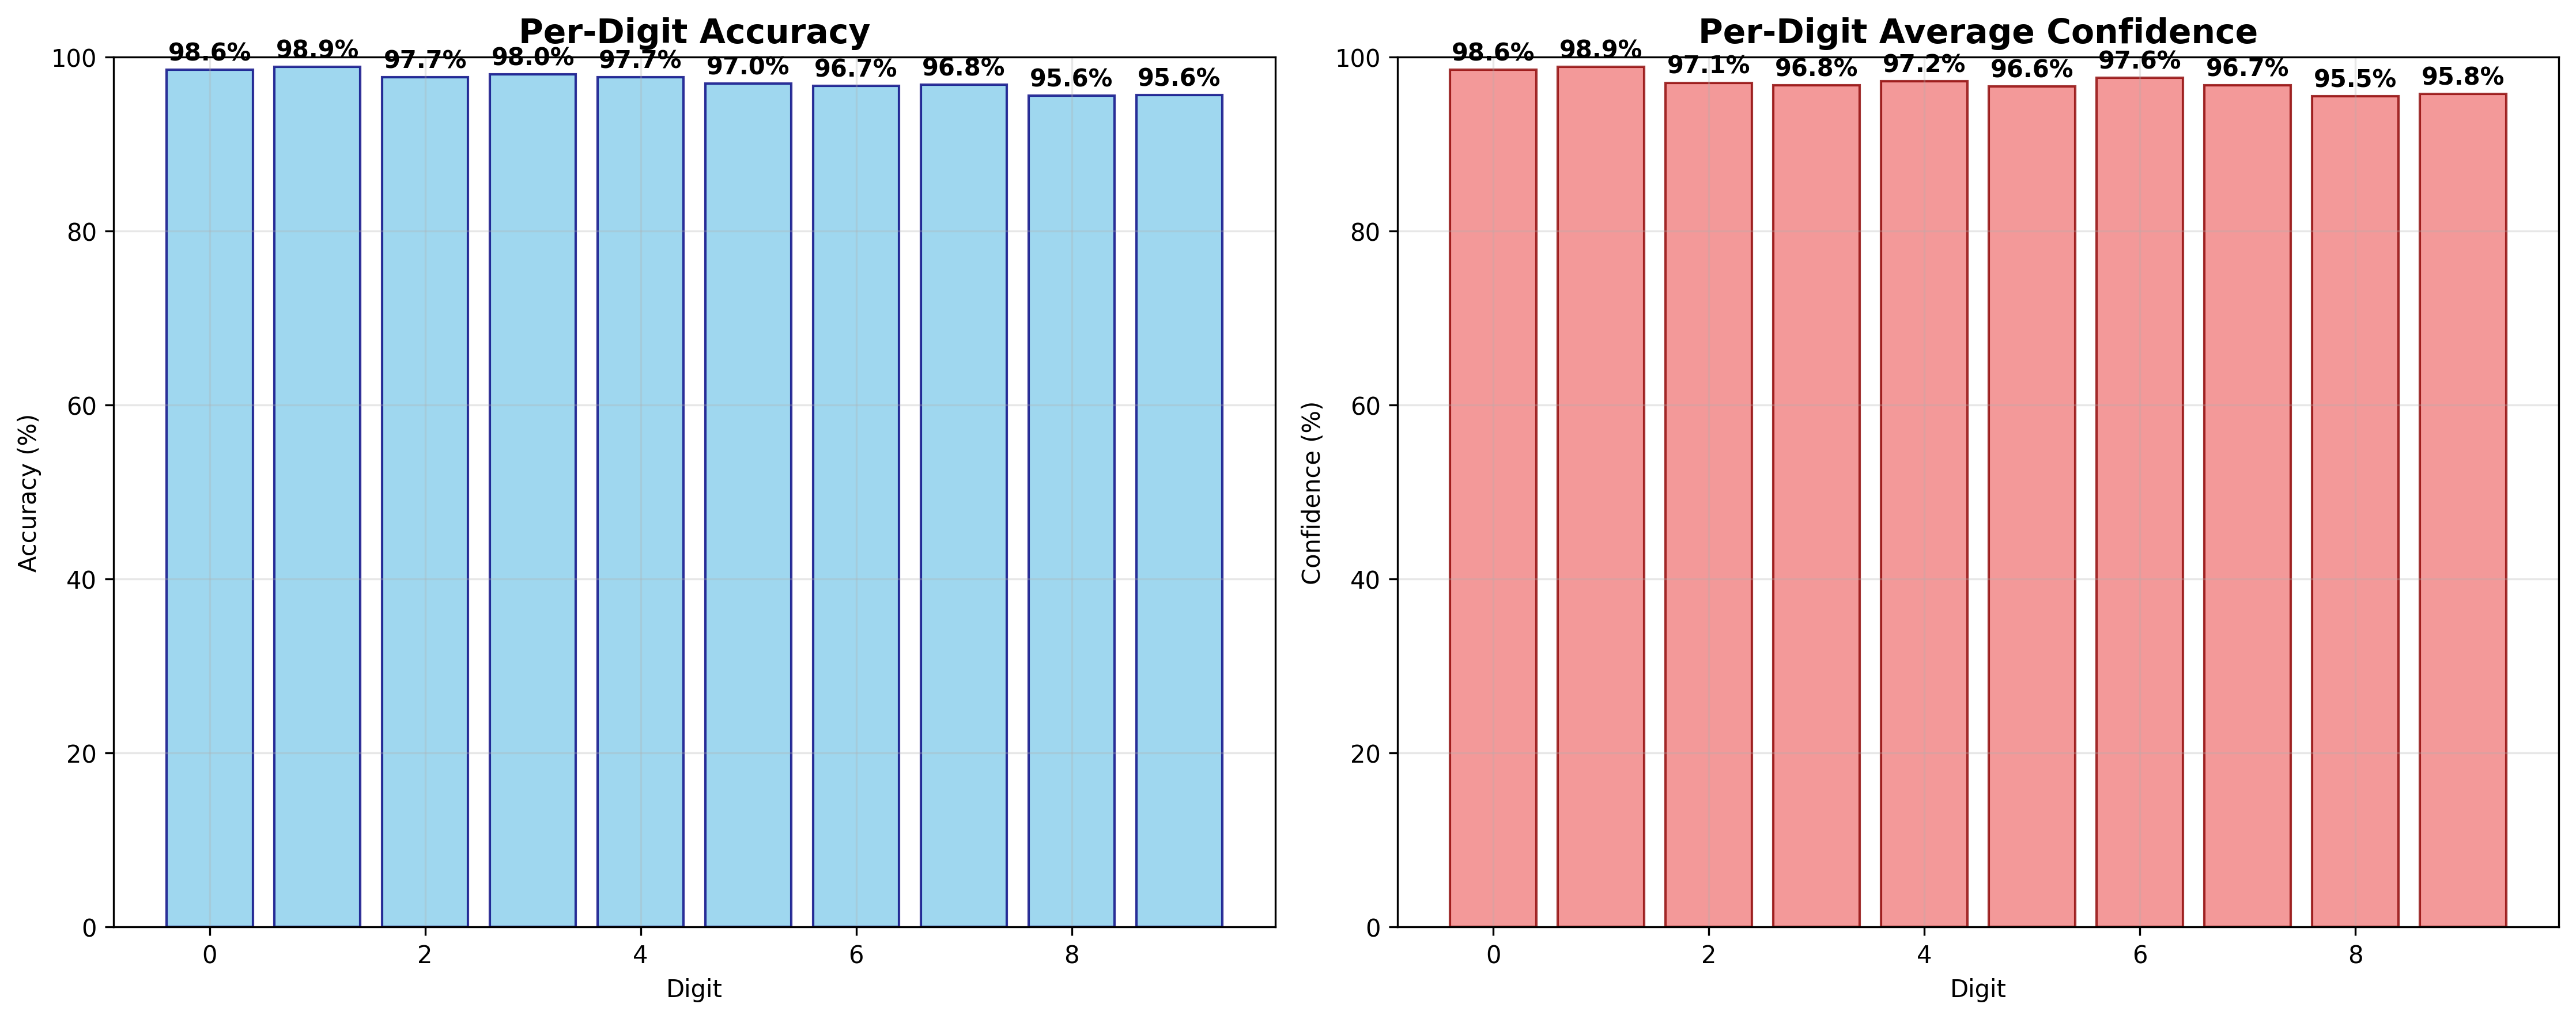 Per-Digit Accuracy
98.6% 98.9% 97.7% 98.0% 97.7% 97.0% 96.7% 96.8% 95.6% 95.6%
100
80
60
40
20
0
Accuracy (%)
0 2 4 6 8
Digit
Per-Digit Average Confidence
98.6% 98.9% 97.1% 96.8% 97.2% 96.6% 97.6% 96.7% 95.5% 95.8%
100
80
60
40
20
0
Confidence (%)
0 2 4 6 8
Digit